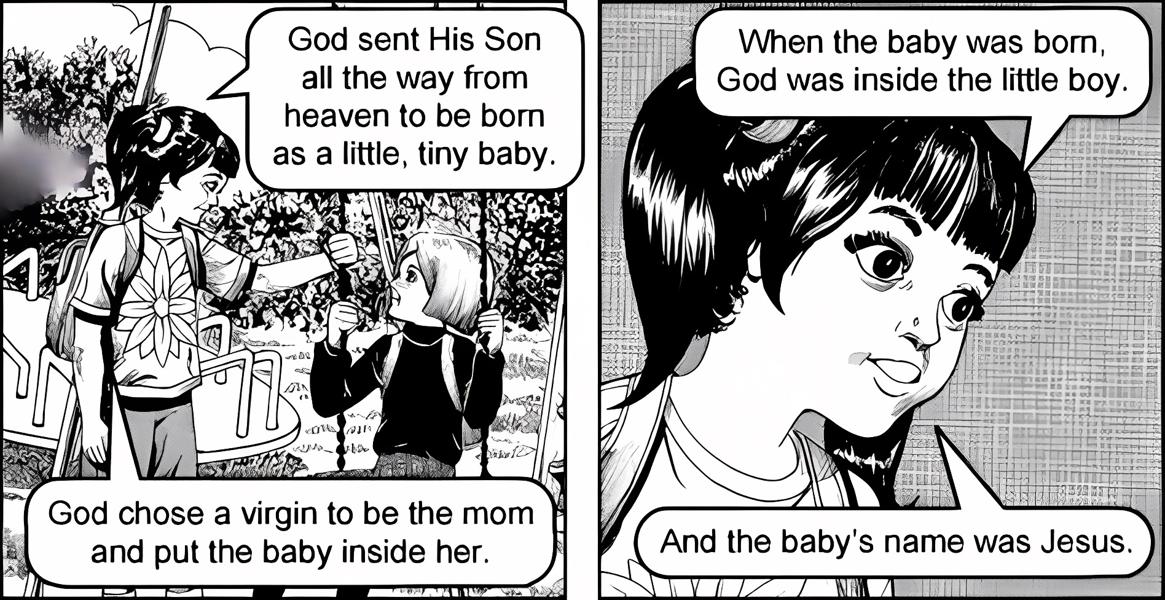 God sent His Son
all the way from
heaven to be born
as a little, tiny baby.
God chose a virgin to be the mom
and put the baby inside her.
When the baby was born,
God was inside the little boy.
And the baby's name was Jesus.